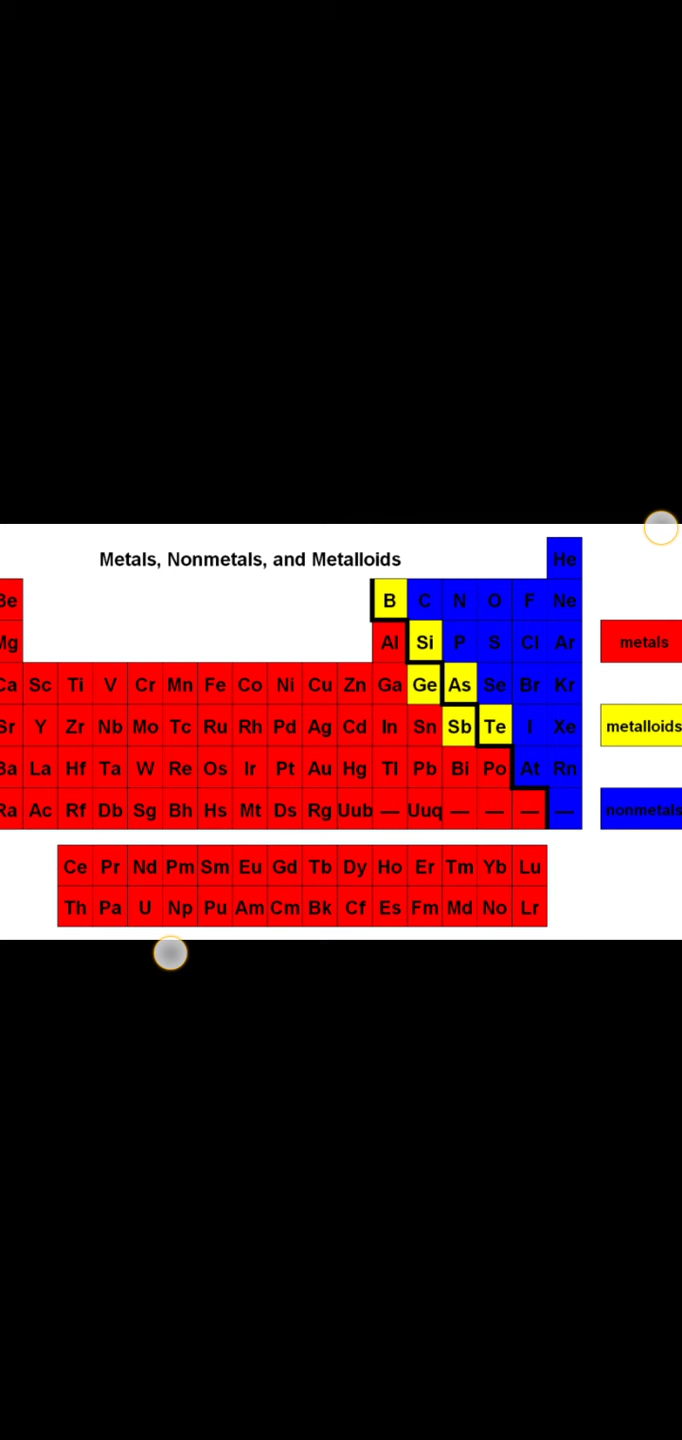 He
Metals, Nonmetals, and Metalloids
Be B C N O F Ne
Mg Al Si P S Cl Ar metals
Ca Sc Ti V Cr Mn Fe Co Ni Cu Zn Ga Ge As Se Br Kr
Sr Y Zr Nb Mo Tc Ru Rh Pd Ag Cd In Sn Sb Te I Xe metalloids
Ba La Hf Ta W Re Os Ir Pt Au Hg Tl Pb Bi Po At Rn
Ra Ac Rf Db Sg Bh Hs Mt Ds Rg Uub — Uuq — — — — nonmetals
Ce Pr Nd Pm Sm Eu Gd Tb Dy Ho Er Tm Yb Lu
Th Pa U Np Pu Am Cm Bk Cf Es Fm Md No Lr